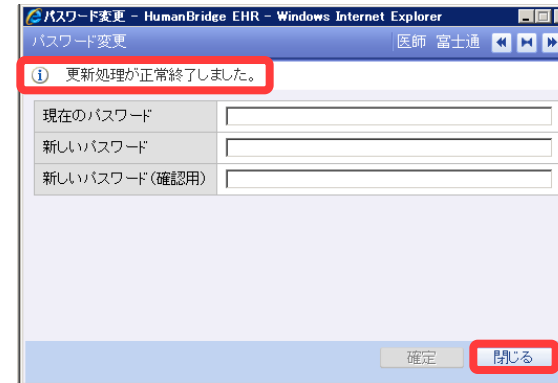 パスワード変更 - HumanBridge EHR - Windows Internet Explorer
パスワード変更 医師 富士通
更新処理が正常終了しました。
現在のパスワード
新しいパスワード
新しいパスワード(確認用)
確定 閉じる